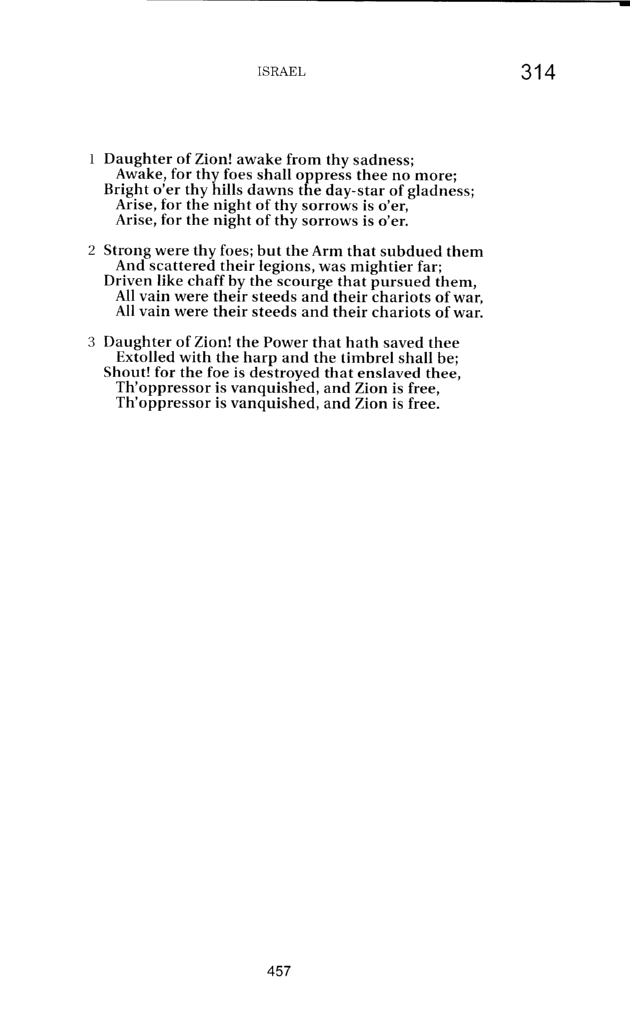 ISRAEL 314
1 Daughter of Zion! awake from thy sadness;
Awake, for thy foes shall oppress thee no more;
Bright o'er thy hills dawns the day-star of gladness;
Arise, for the night of thy sorrows is o'er,
Arise, for the night of thy sorrows is o'er.
2 Strong were thy foes; but the Arm that subdued them
And scattered their legions, was mightier far;
Driven like chaff by the scourge that pursued them,
All vain were their steeds and their chariots of war,
All vain were their steeds and their chariots of war.
3 Daughter of Zion! the Power that hath saved thee
Extolled with the harp and the timbrel shall be;
Shout! for the foe is destroyed that enslaved thee,
Th'oppressor is vanquished, and Zion is free,
Th'oppressor is vanquished, and Zion is free.
457